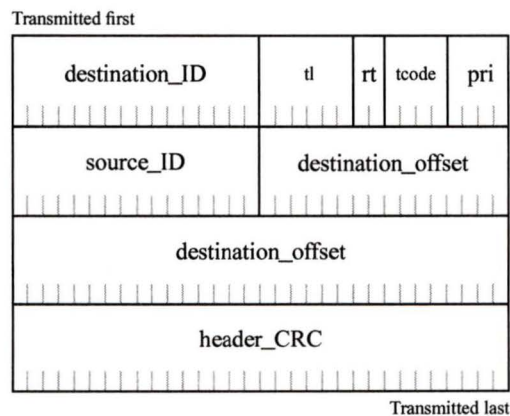 Transmitted first
destination_ID tl rt tcode pri
source_ID destination_offset
destination_offset
header_CRC
Transmitted last